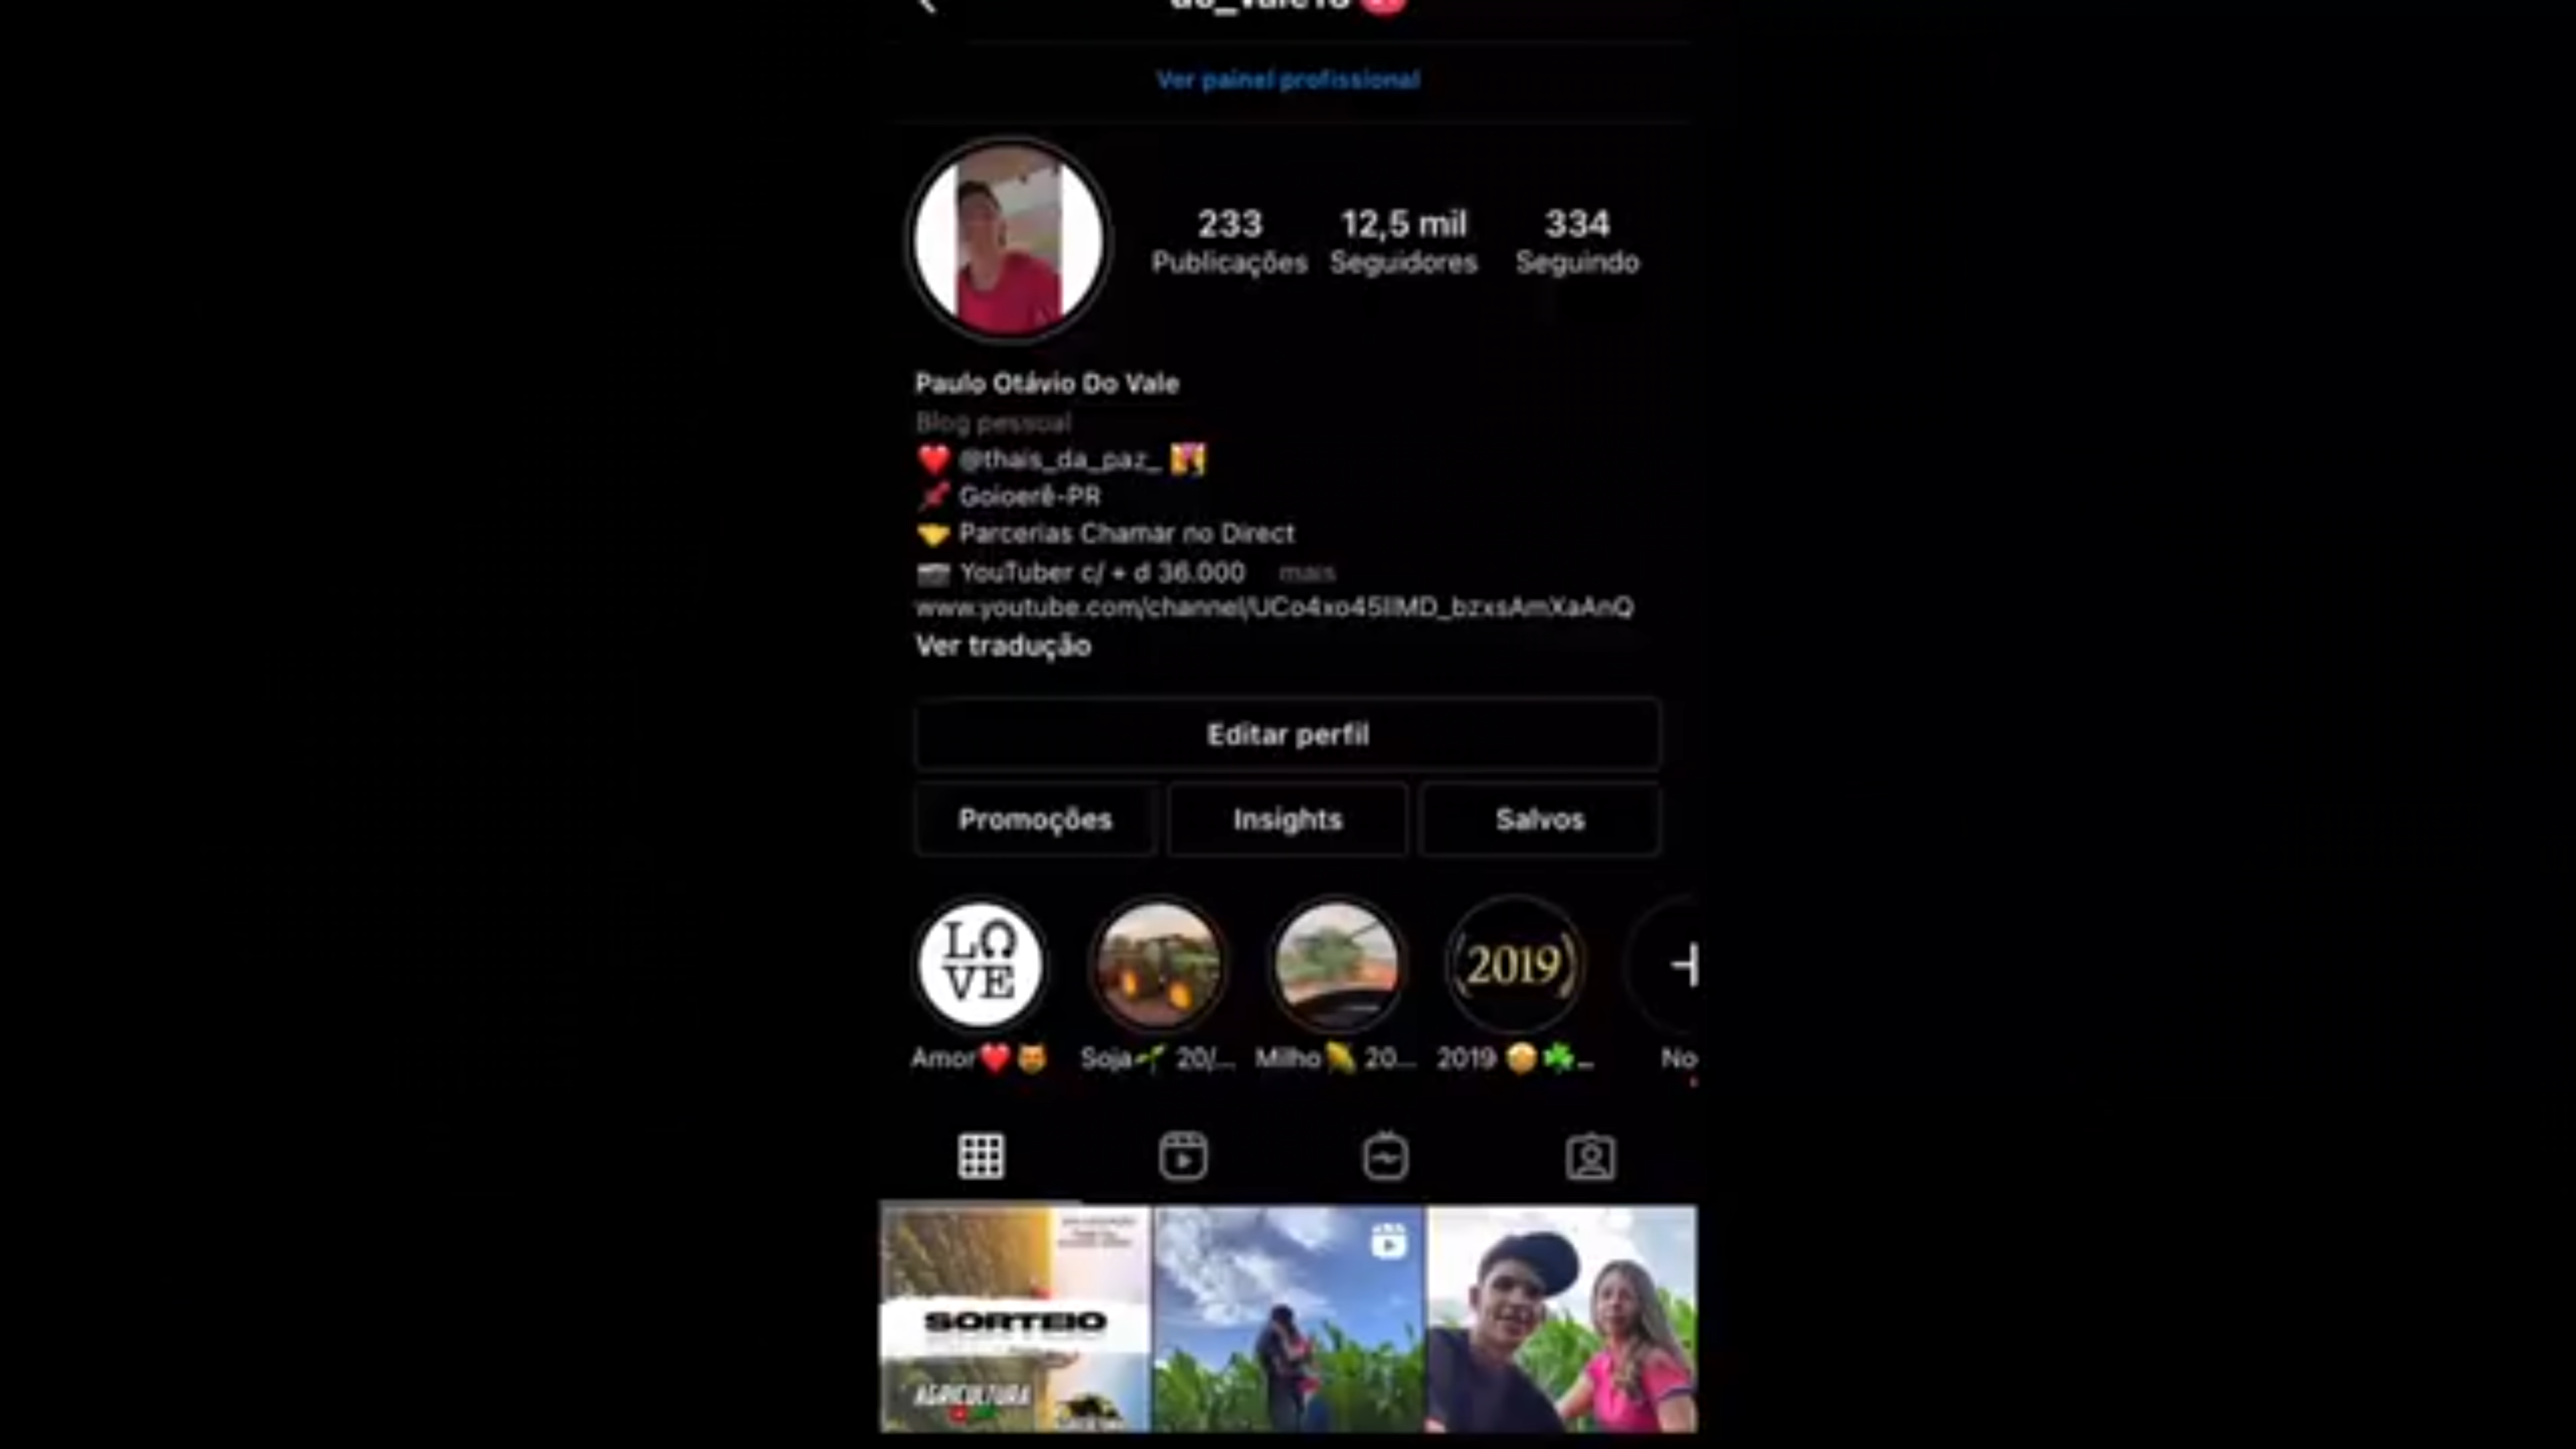 Ver painel profissional
233 12,5 mil 334
Publicações Seguidores Seguindo
Paulo Otávio Do Vale
Blog pessoal
❤️ @thais_da_paz_
📌 Goioerê-PR
🤝 Parcerias Chamar no Direct
📷 YouTuber c/ + d 36.000 mais
www.youtube.com/channel/UCo4xo45llMD_bzxsAmXaAnQ
Ver tradução
Editar perfil
Promoções Insights Salvos
LOVE
2019
Amor❤️😻 Soja🌱 20/... Milho🌽 20... 2019 🤩☘️... No
SORTEIO
AGRICULTURA